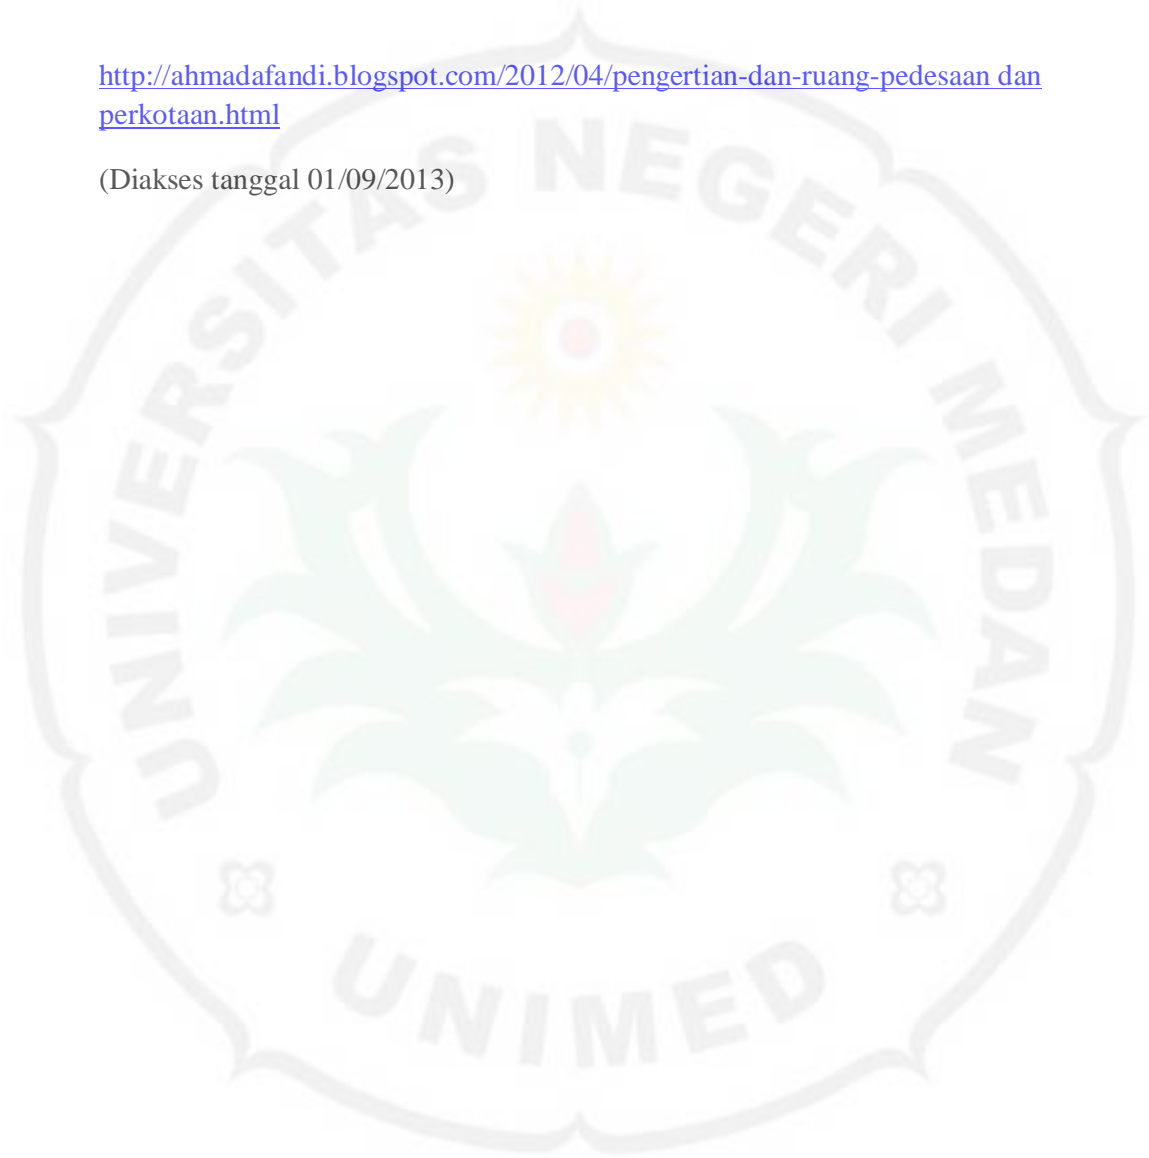 http://ahmadafandi.blogspot.com/2012/04/pengertian-dan-ruang-pedesaan dan
perkotaan.html
(Diakses tanggal 01/09/2013)
UNIVERSITAS NEGERI MEDAN
UNIMED